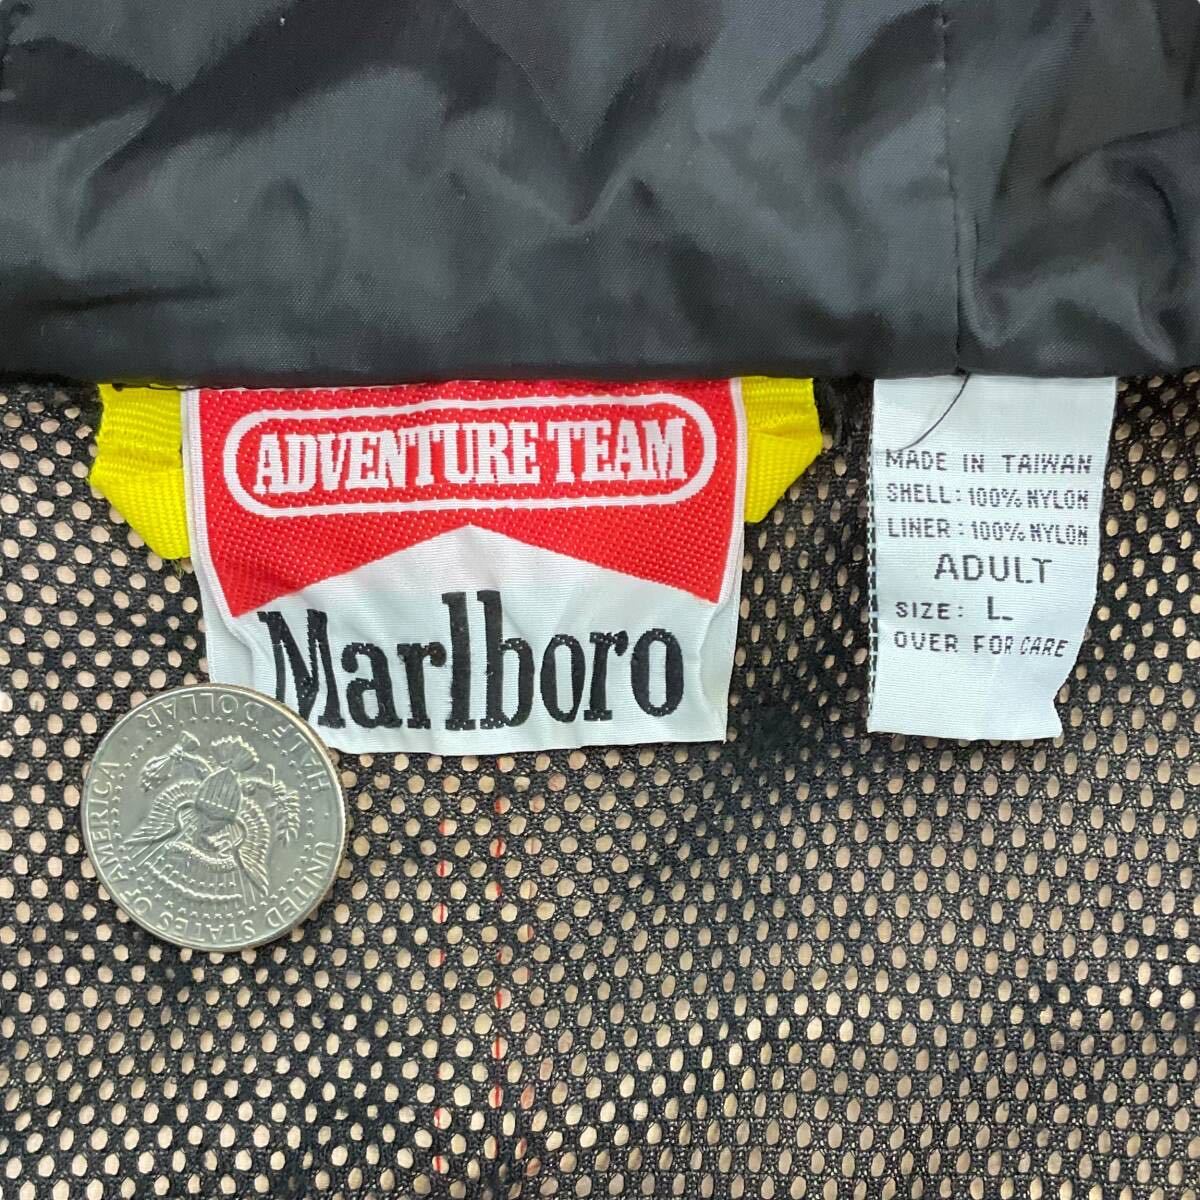 ADVENTURE TEAM
Marlboro
MADE IN TAIWAN
SHELL: 100% NYLON
LINER: 100% NYLON
ADULT
SIZE: L
OVER FOR CARE
UNITED STATES OF AMERICA
HALF DOLLAR